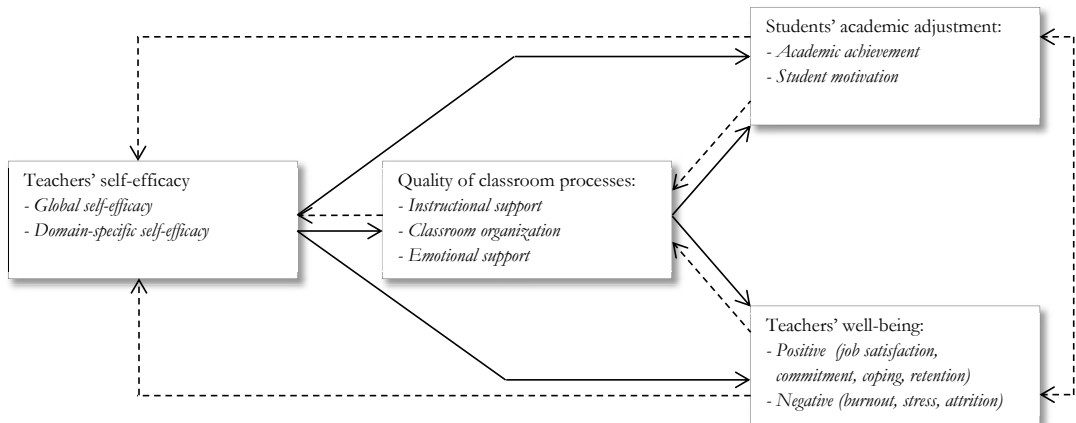 Students’ academic adjustment:
- Academic achievement
- Student motivation
Teachers’ self-efficacy
- Global self-efficacy
- Domain-specific self-efficacy
Quality of classroom processes:
- Instructional support
- Classroom organization
- Emotional support
Teachers’ well-being:
- Positive (job satisfaction,
commitment, coping, retention)
- Negative (burnout, stress, attrition)